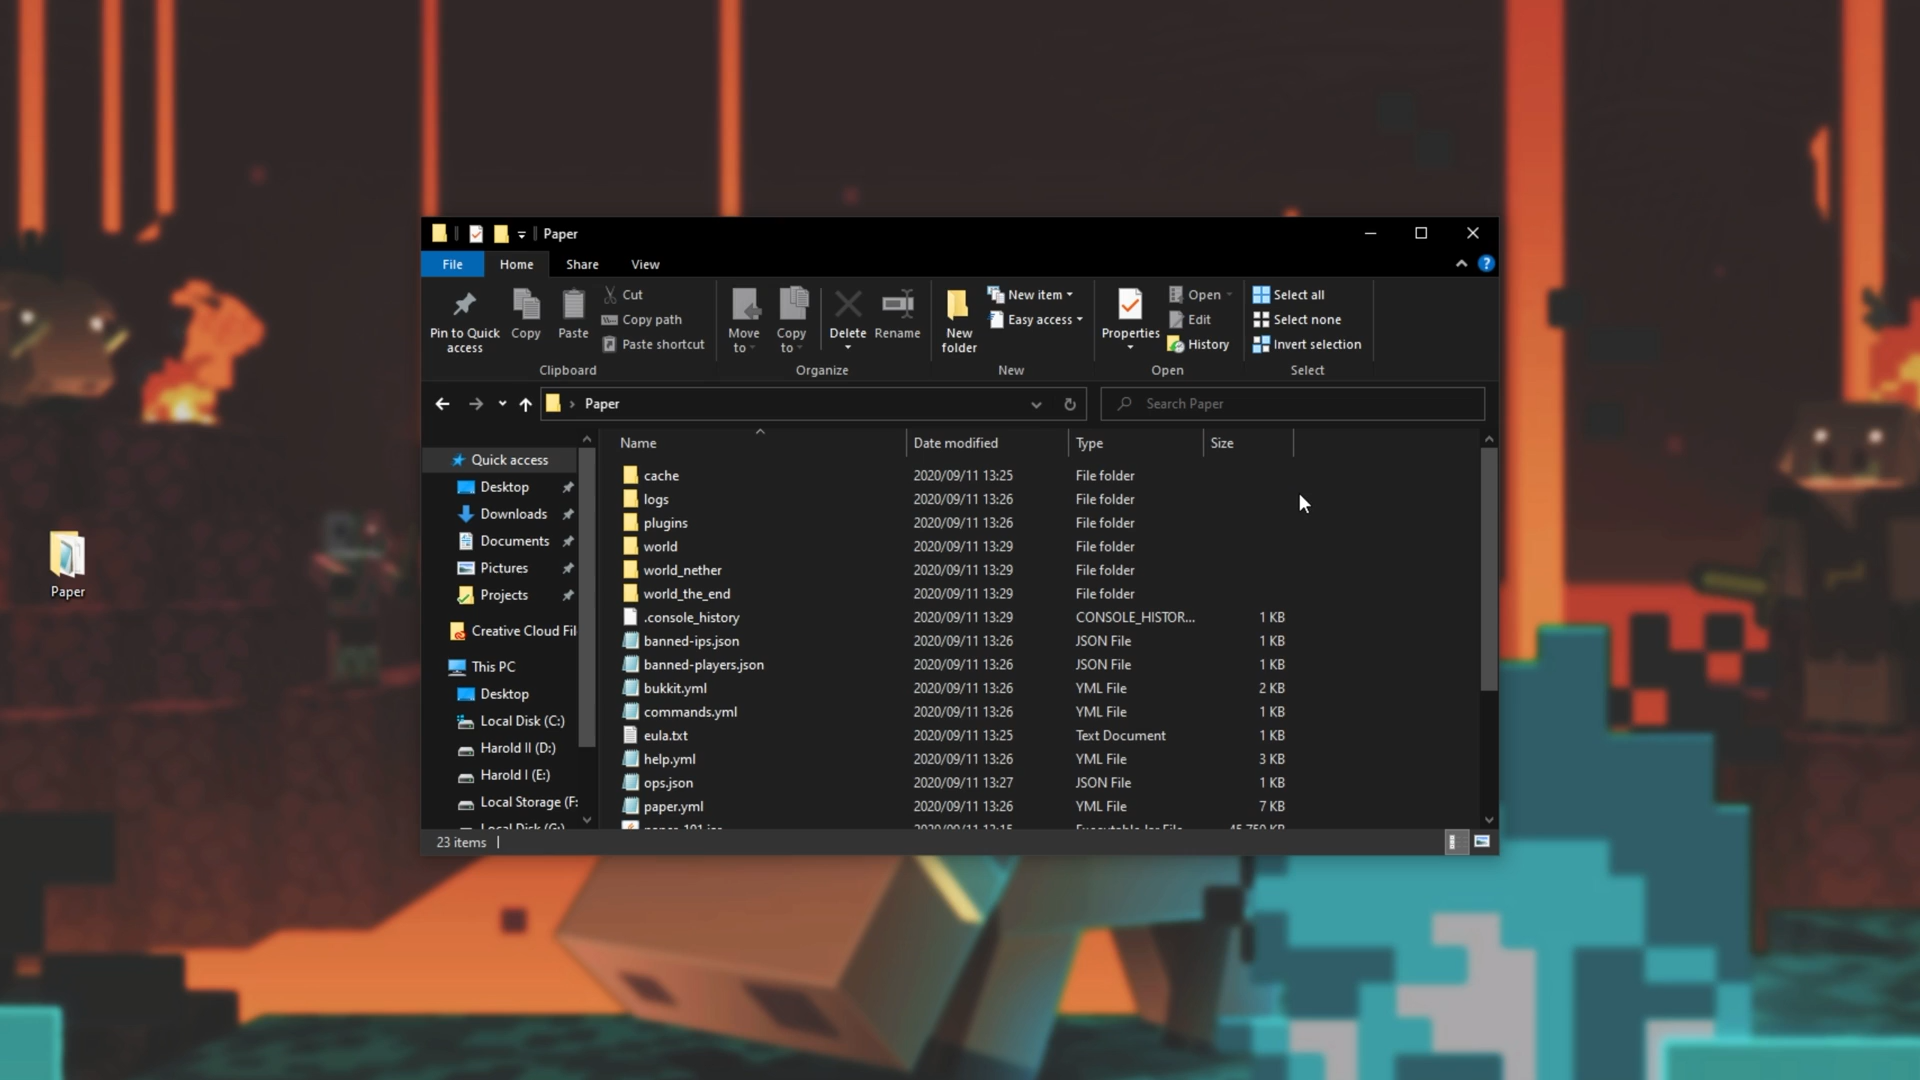 Paper
File
Home
Share
View
Pin to Quick access
Copy
Paste
Cut
Copy path
Paste shortcut
Clipboard
Move to
Copy to
Delete
Rename
Organize
New folder
New item
Easy access
New
Properties
Open
Edit
History
Open
Select all
Select none
Invert selection
Select
Paper
Search Paper
Quick access
Desktop
Downloads
Documents
Pictures
Projects
Creative Cloud Fil
This PC
Desktop
Local Disk (C:)
Harold II (D:)
Harold I (E:)
Local Storage (F:
Local Disk (G:)
Name Date modified Type Size
cache 2020/09/11 13:25 File folder
logs 2020/09/11 13:26 File folder
plugins 2020/09/11 13:26 File folder
world 2020/09/11 13:29 File folder
world_nether 2020/09/11 13:29 File folder
world_the_end 2020/09/11 13:29 File folder
.console_history 2020/09/11 13:29 CONSOLE_HISTOR... 1 KB
banned-ips.json 2020/09/11 13:26 JSON File 1 KB
banned-players.json 2020/09/11 13:26 JSON File 1 KB
bukkit.yml 2020/09/11 13:26 YML File 2 KB
commands.yml 2020/09/11 13:26 YML File 1 KB
eula.txt 2020/09/11 13:25 Text Document 1 KB
help.yml 2020/09/11 13:26 YML File 3 KB
ops.json 2020/09/11 13:27 JSON File 1 KB
paper.yml 2020/09/11 13:26 YML File 7 KB
23 items
Paper